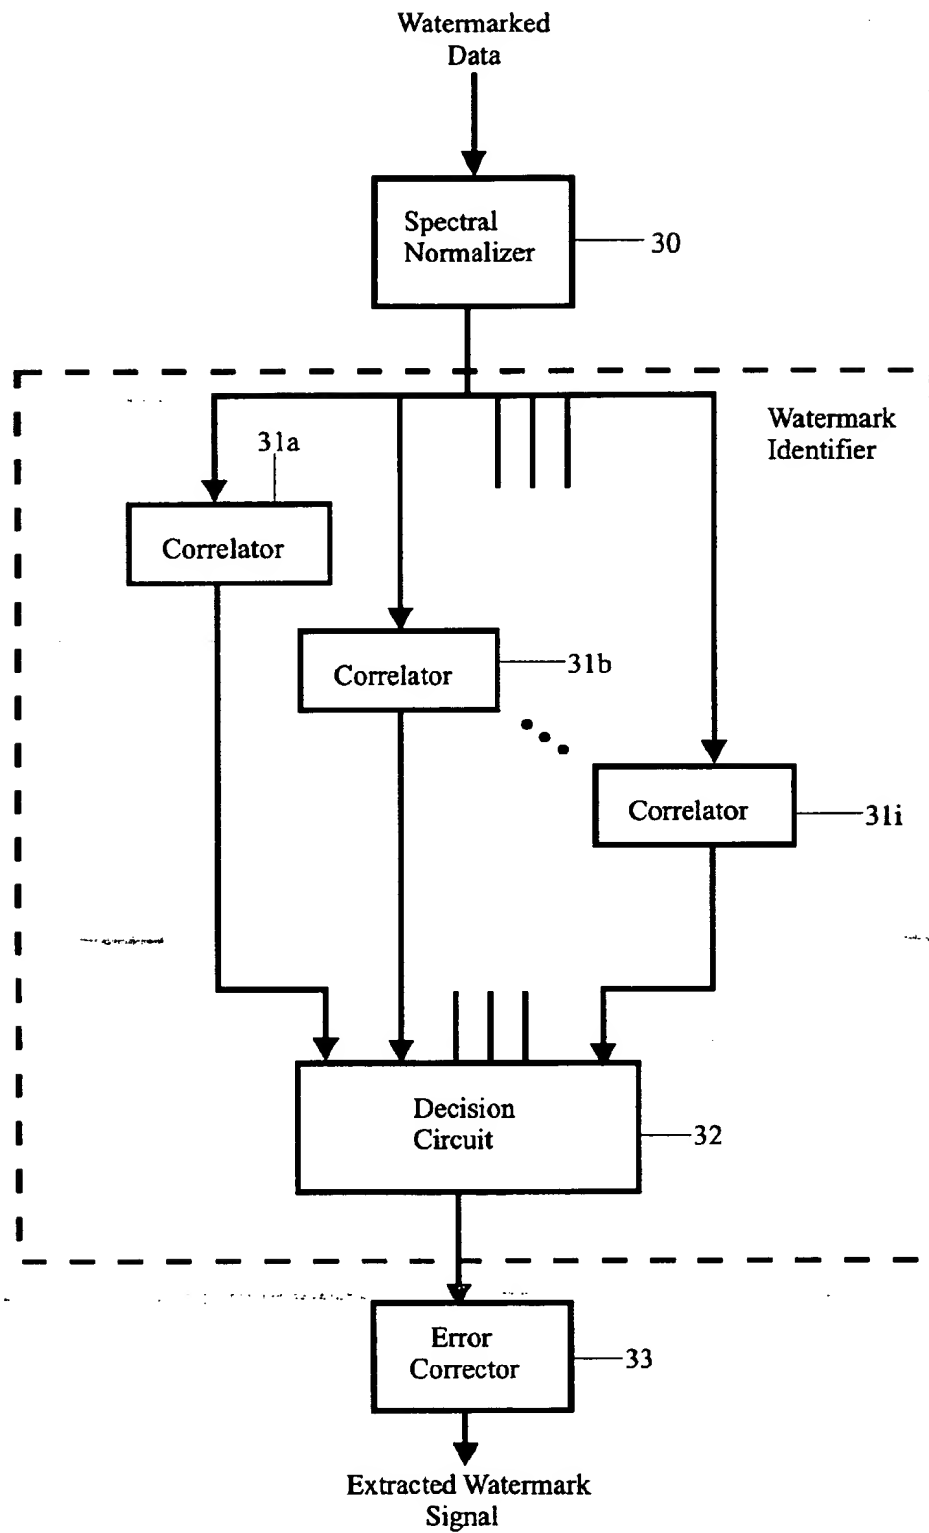 Watermarked
Data
Spectral
Normalizer
30
Watermark
Identifier
31a
Correlator
Correlator
31b
Correlator
31i
Decision
Circuit
32
Error
Corrector
33
Extracted Watermark
Signal